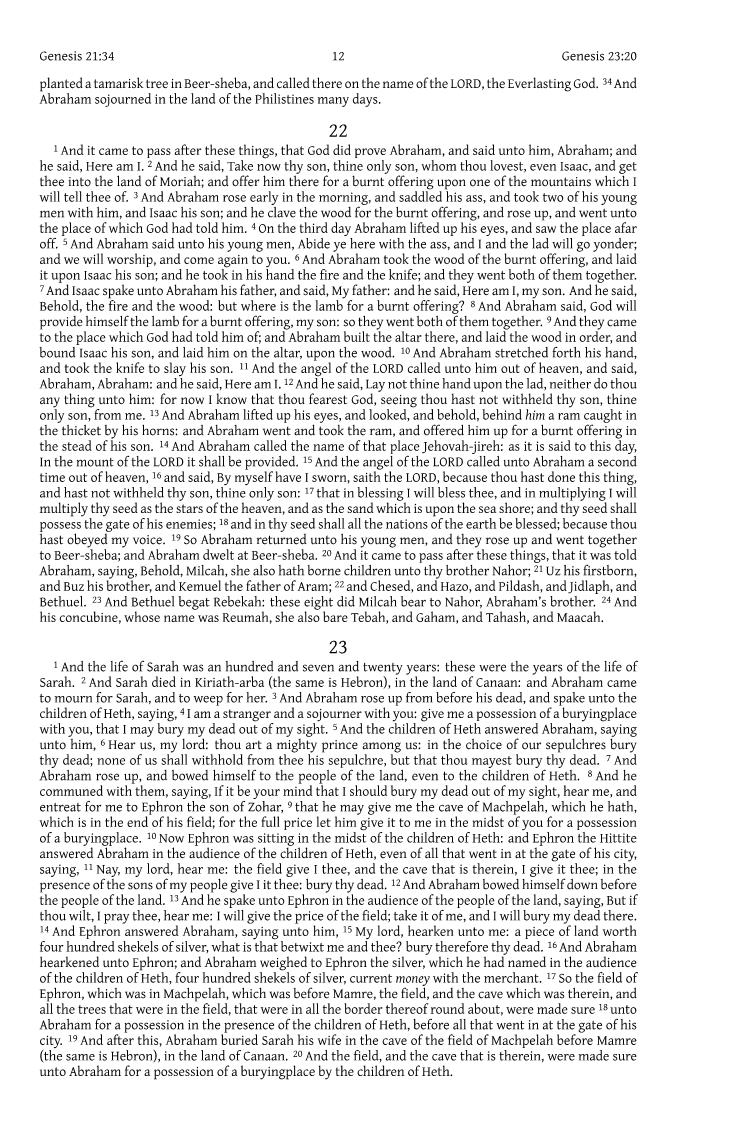 Genesis 21:34 12 Genesis 23:20
planted a tamarisk tree in Beer-sheba, and called there on the name of the LORD, the Everlasting God. 34 And
Abraham sojourned in the land of the Philistines many days.
22
1 And it came to pass after these things, that God did prove Abraham, and said unto him, Abraham; and
he said, Here am I. 2 And he said, Take now thy son, thine only son, whom thou lovest, even Isaac, and get
thee into the land of Moriah; and offer him there for a burnt offering upon one of the mountains which I
will tell thee of. 3 And Abraham rose early in the morning, and saddled his ass, and took two of his young
men with him, and Isaac his son; and he clave the wood for the burnt offering, and rose up, and went unto
the place of which God had told him. 4 On the third day Abraham lifted up his eyes, and saw the place afar
off. 5 And Abraham said unto his young men, Abide ye here with the ass, and I and the lad will go yonder;
and we will worship, and come again to you. 6 And Abraham took the wood of the burnt offering, and laid
it upon Isaac his son; and he took in his hand the fire and the knife; and they went both of them together.
7 And Isaac spake unto Abraham his father, and said, My father: and he said, Here am I, my son. And he said,
Behold, the fire and the wood: but where is the lamb for a burnt offering? 8 And Abraham said, God will
provide himself the lamb for a burnt offering, my son: so they went both of them together. 9 And they came
to the place which God had told him of; and Abraham built the altar there, and laid the wood in order, and
bound Isaac his son, and laid him on the altar, upon the wood. 10 And Abraham stretched forth his hand,
and took the knife to slay his son. 11 And the angel of the LORD called unto him out of heaven, and said,
Abraham, Abraham: and he said, Here am I. 12 And he said, Lay not thine hand upon the lad, neither do thou
any thing unto him: for now I know that thou fearest God, seeing thou hast not withheld thy son, thine
only son, from me. 13 And Abraham lifted up his eyes, and looked, and behold, behind him a ram caught in
the thicket by his horns: and Abraham went and took the ram, and offered him up for a burnt offering in
the stead of his son. 14 And Abraham called the name of that place Jehovah-jireh: as it is said to this day,
In the mount of the LORD it shall be provided. 15 And the angel of the LORD called unto Abraham a second
time out of heaven, 16 and said, By myself have I sworn, saith the LORD, because thou hast done this thing,
and hast not withheld thy son, thine only son: 17 that in blessing I will bless thee, and in multiplying I will
multiply thy seed as the stars of the heaven, and as the sand which is upon the sea shore; and thy seed shall
possess the gate of his enemies; 18 and in thy seed shall all the nations of the earth be blessed; because thou
hast obeyed my voice. 19 So Abraham returned unto his young men, and they rose up and went together
to Beer-sheba; and Abraham dwelt at Beer-sheba. 20 And it came to pass after these things, that it was told
Abraham, saying, Behold, Milcah, she also hath borne children unto thy brother Nahor; 21 Uz his firstborn,
and Buz his brother, and Kemuel the father of Aram; 22 and Chesed, and Hazo, and Pildash, and Jidlaph, and
Bethuel. 23 And Bethuel begat Rebekah: these eight did Milcah bear to Nahor, Abraham's brother. 24 And
his concubine, whose name was Reumah, she also bare Tebah, and Gaham, and Tahash, and Maacah.
23
1 And the life of Sarah was an hundred and seven and twenty years: these were the years of the life of
Sarah. 2 And Sarah died in Kiriath-arba (the same is Hebron), in the land of Canaan: and Abraham came
to mourn for Sarah, and to weep for her. 3 And Abraham rose up from before his dead, and spake unto the
children of Heth, saying, 4 I am a stranger and a sojourner with you: give me a possession of a buryingplace
with you, that I may bury my dead out of my sight. 5 And the children of Heth answered Abraham, saying
unto him, 6 Hear us, my lord: thou art a mighty prince among us: in the choice of our sepulchres bury
thy dead; none of us shall withhold from thee his sepulchre, but that thou mayest bury thy dead. 7 And
Abraham rose up, and bowed himself to the people of the land, even to the children of Heth. 8 And he
communed with them, saying, If it be your mind that I should bury my dead out of my sight, hear me, and
entreat for me to Ephron the son of Zohar, 9 that he may give me the cave of Machpelah, which he hath,
which is in the end of his field; for the full price let him give it to me in the midst of you for a possession
of a buryingplace. 10 Now Ephron was sitting in the midst of the children of Heth: and Ephron the Hittite
answered Abraham in the audience of the children of Heth, even of all that went in at the gate of his city,
saying, 11 Nay, my lord, hear me: the field give I thee, and the cave that is therein, I give it thee; in the
presence of the sons of my people give I it thee: bury thy dead. 12 And Abraham bowed himself down before
the people of the land. 13 And he spake unto Ephron in the audience of the people of the land, saying, But if
thou wilt, I pray thee, hear me: I will give the price of the field; take it of me, and I will bury my dead there.
14 And Ephron answered Abraham, saying unto him, 15 My lord, hearken unto me: a piece of land worth
four hundred shekels of silver, what is that betwixt me and thee? bury therefore thy dead. 16 And Abraham
hearkened unto Ephron; and Abraham weighed to Ephron the silver, which he had named in the audience
of the children of Heth, four hundred shekels of silver, current money with the merchant. 17 So the field of
Ephron, which was in Machpelah, which was before Mamre, the field, and the cave which was therein, and
all the trees that were in the field, that were in all the border thereof round about, were made sure 18 unto
Abraham for a possession in the presence of the children of Heth, before all that went in at the gate of his
city. 19 And after this, Abraham buried Sarah his wife in the cave of the field of Machpelah before Mamre
(the same is Hebron), in the land of Canaan. 20 And the field, and the cave that is therein, were made sure
unto Abraham for a possession of a buryingplace by the children of Heth.